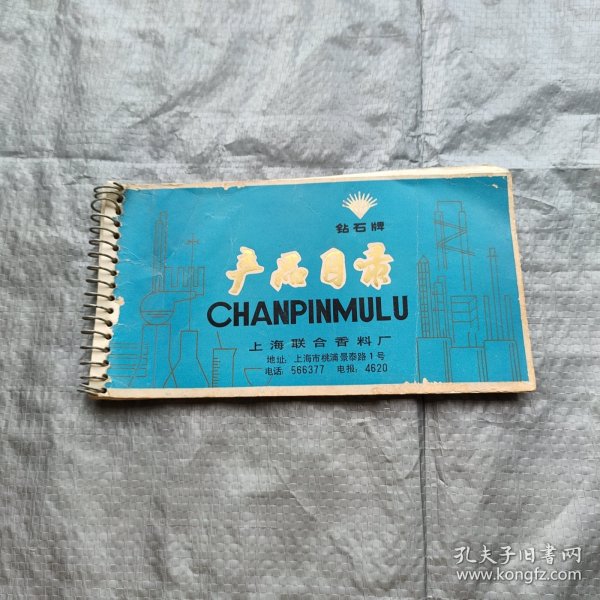 钻石牌
产品目录
CHANPINMULU
上海联合香料厂
地址: 上海市桃浦景泰路1号
电话: 566377 电报: 4620
孔夫子旧书网
www.kongfz.com